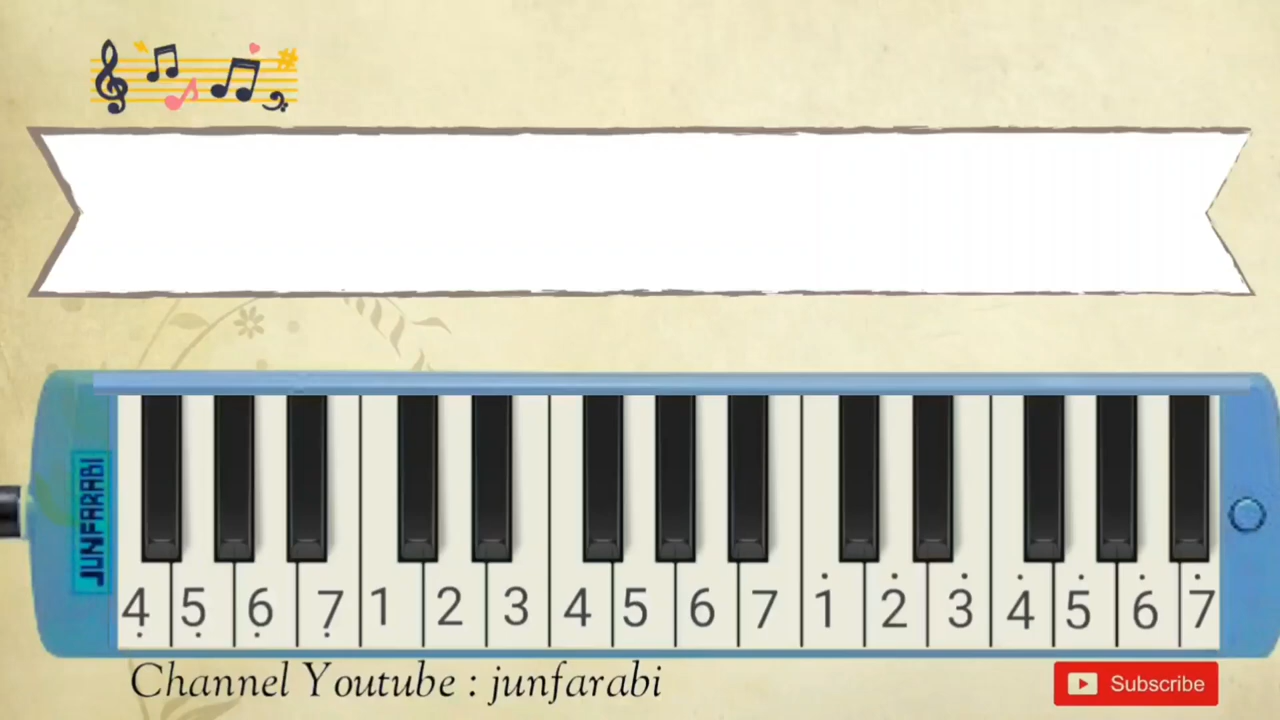 JUNFARABI
4̣ 5̣ 6̣ 7̣ 1 2 3 4 5 6 7 1̇ 2̇ 3̇ 4̇ 5̇ 6̇ 7̇
Channel Youtube : junfarabi
Subscribe